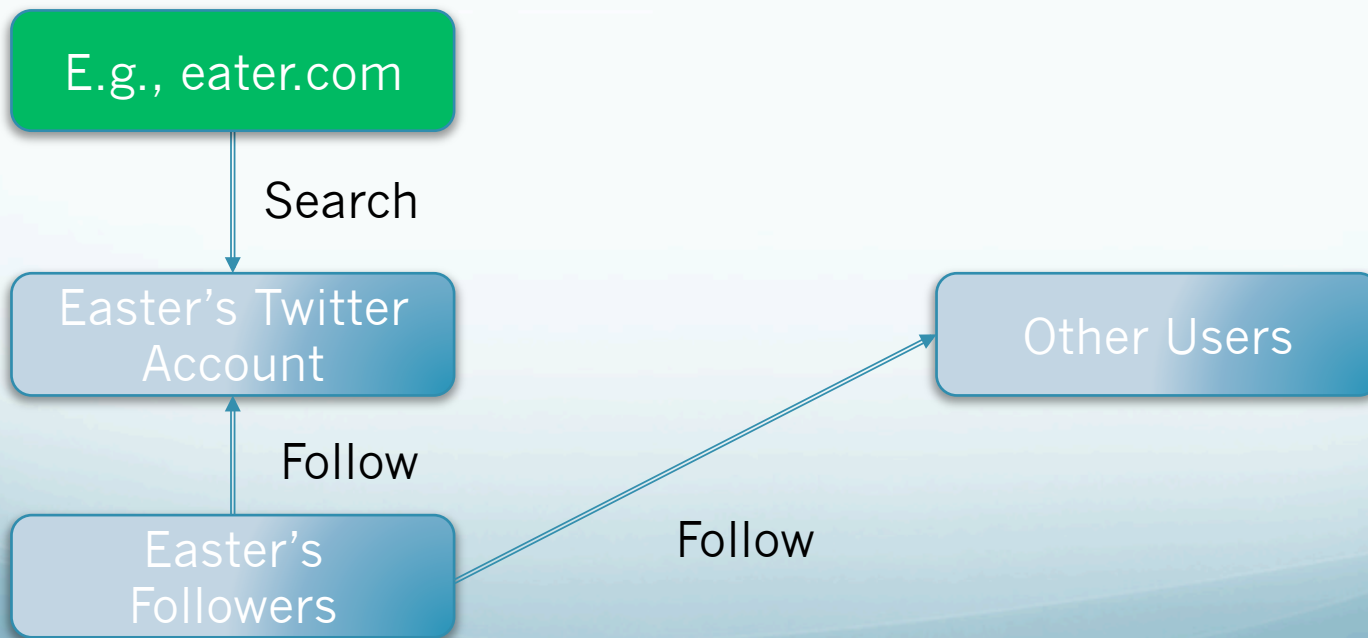 E.g., eater.com
Search
Easter’s Twitter
Account
Other Users
Follow
Easter’s
Followers
Follow